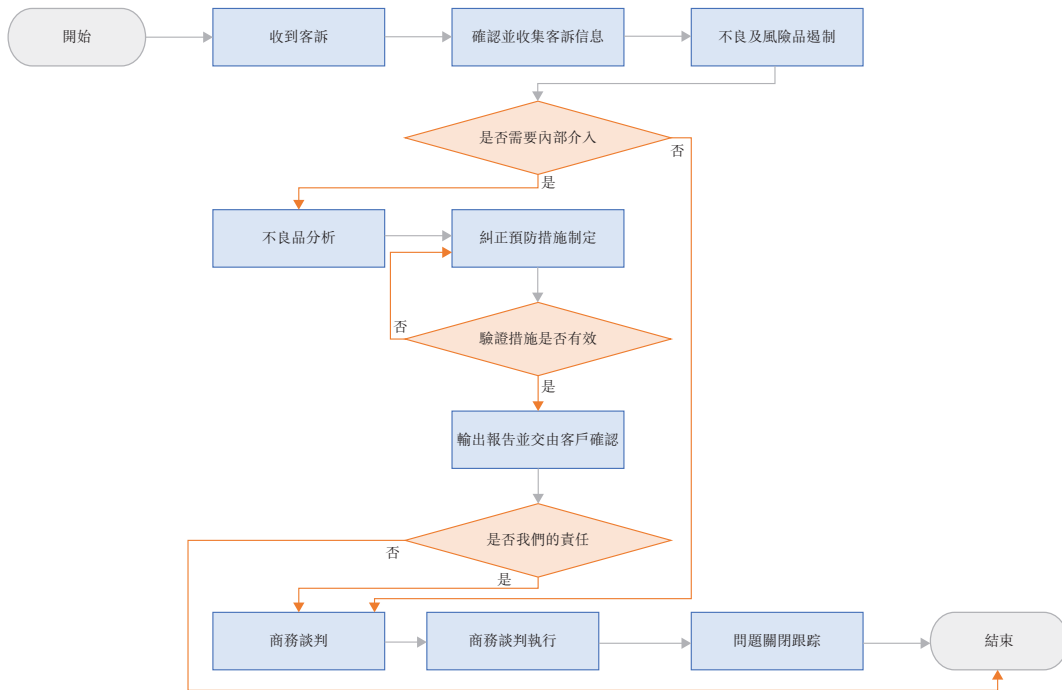 開始
收到客訴
確認並收集客訴信息
不良及風險品遏制
是否需要內部介入
否
是
不良品分析
糾正預防措施制定
否
驗證措施是否有效
是
輸出報告並交由客戶確認
是否我們的責任
否
是
商務談判
商務談判執行
問題關閉跟踪
結束